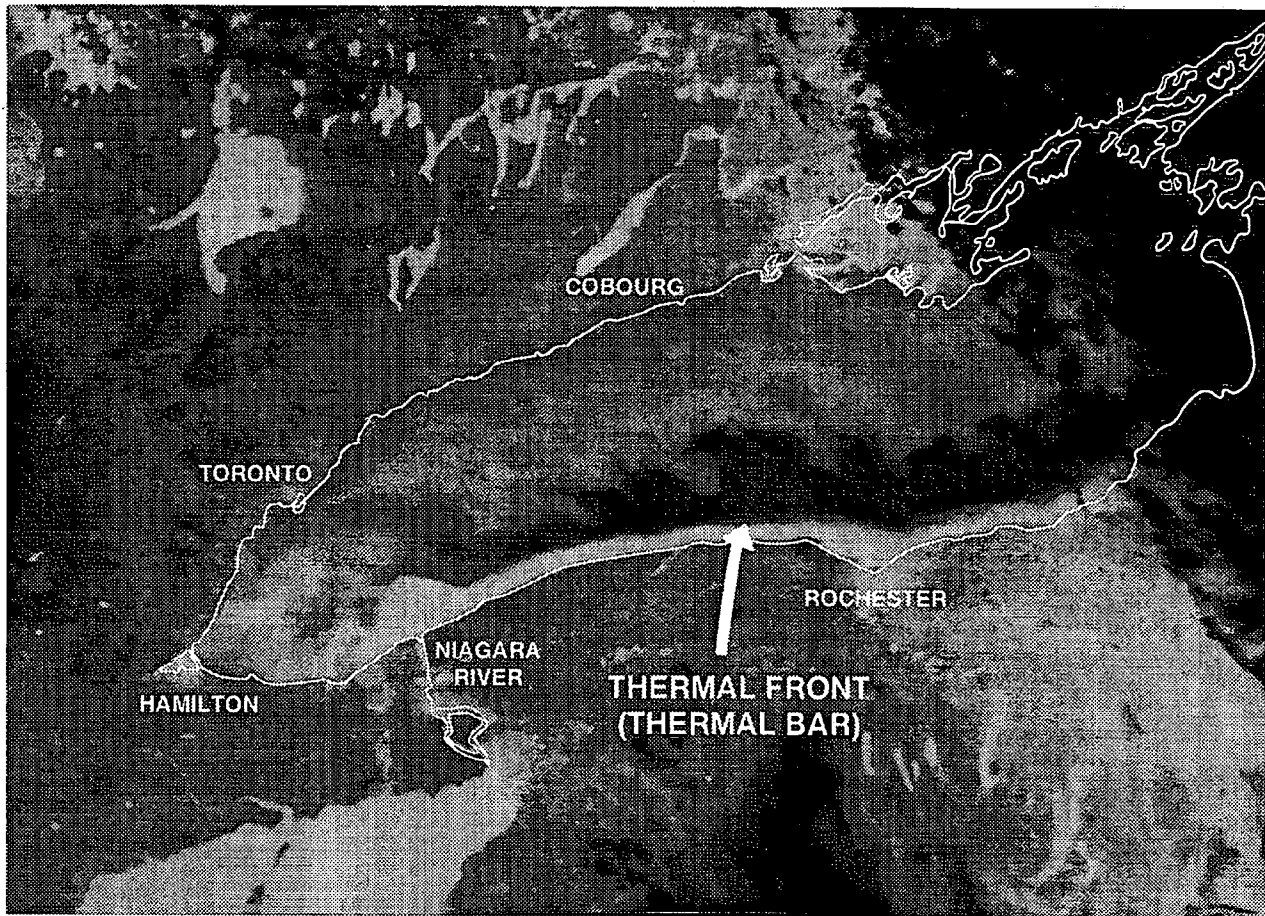 COBOURG
TORONTO
ROCHESTER
NIAGARA
RIVER
HAMILTON
THERMAL FRONT
(THERMAL BAR)